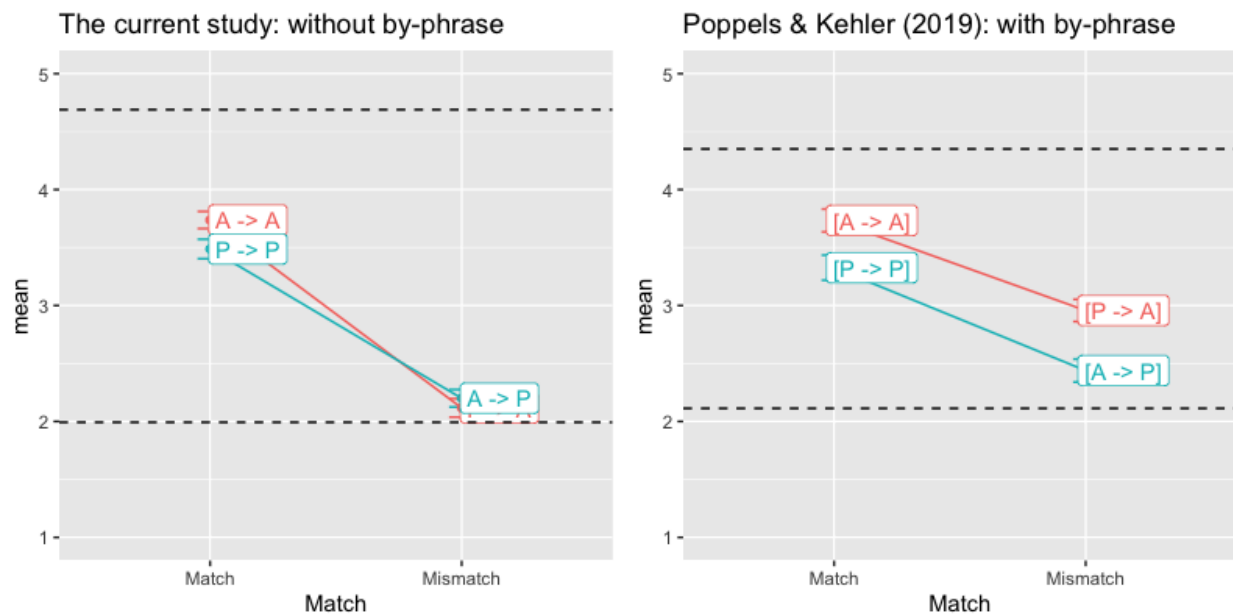 The current study: without by-phrase
mean
5
4
3
2
1
A -> A
P -> P
A -> P
Match
Mismatch
Match
Poppels & Kehler (2019): with by-phrase
mean
5
4
3
2
1
[A -> A]
[P -> P]
[P -> A]
[A -> P]
Match
Mismatch
Match